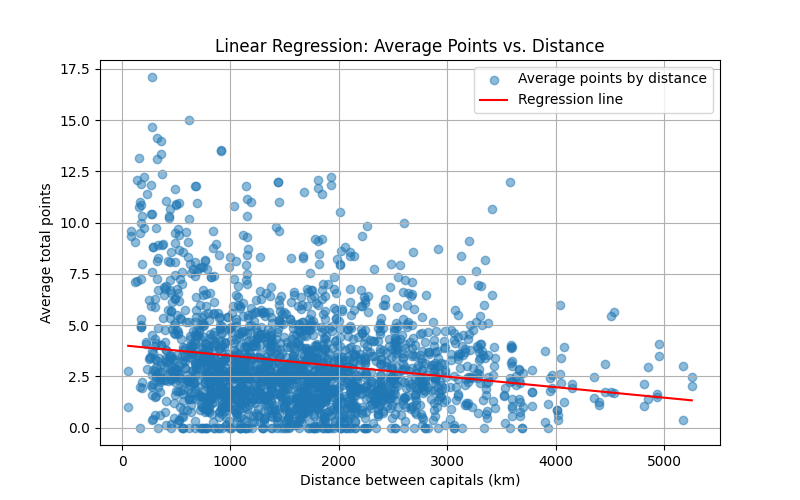 Linear Regression: Average Points vs. Distance
Average points by distance
Regression line
Average total points
17.5
15.0
12.5
10.0
7.5
5.0
2.5
0.0
0 1000 2000 3000 4000 5000
Distance between capitals (km)